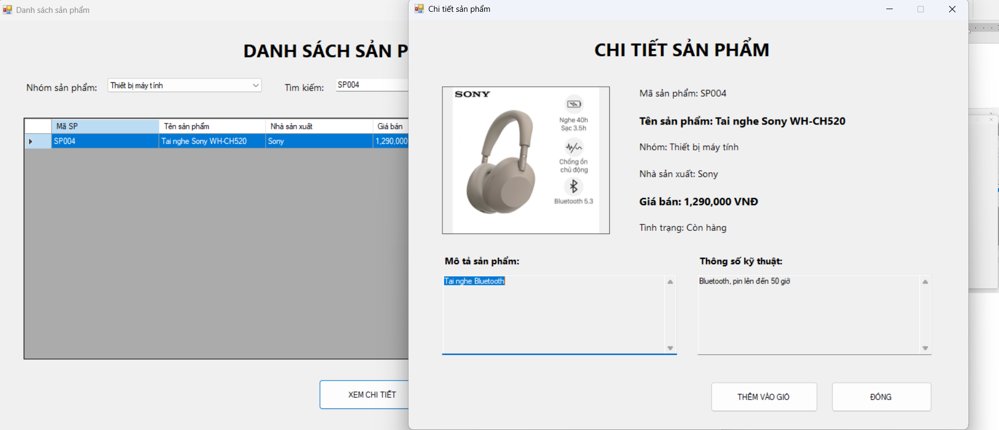 Danh sách sản phẩm
DANH SÁCH SẢN P
Nhóm sản phẩm: Thiết bị máy tính
Tìm kiếm: SP004
Mã SP Tên sản phẩm Nhà sản xuất Giá bán
SP004 Tai nghe Sony WH-CH520 Sony 1,290,000
XEM CHI TIẾT
Chi tiết sản phẩm
CHI TIẾT SẢN PHẨM
SONY
Nghe 40h
Sạc 3.5h
Chống ồn
chủ động
Bluetooth 5.3
Mã sản phẩm: SP004
Tên sản phẩm: Tai nghe Sony WH-CH520
Nhóm: Thiết bị máy tính
Nhà sản xuất: Sony
Giá bán: 1,290,000 VNĐ
Tình trạng: Còn hàng
Mô tả sản phẩm:
Tai nghe Bluetooth
Thông số kỹ thuật:
Bluetooth, pin lên đến 50 giờ
THÊM VÀO GIỎ
ĐÓNG